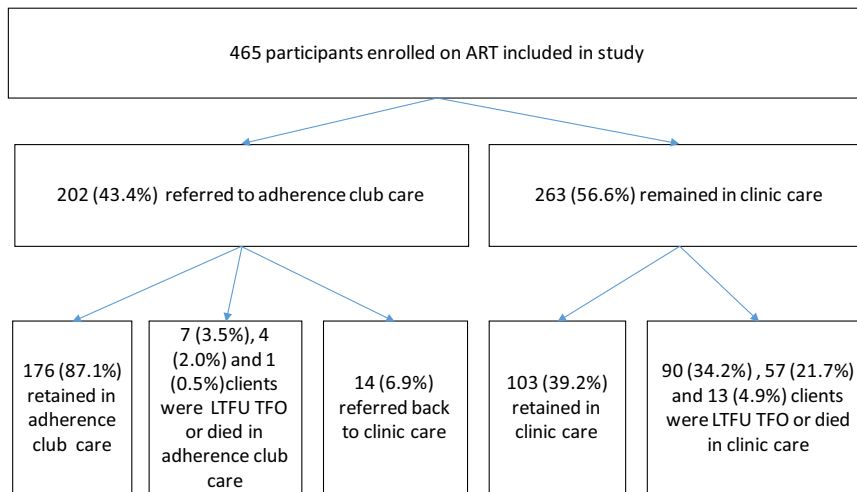 465 participants enrolled on ART included in study
202 (43.4%) referred to adherence club care
263 (56.6%) remained in clinic care
176 (87.1%)
retained in
adherence
club care
7 (3.5%), 4
(2.0%) and 1
(0.5%)clients
were LTFU TFO
or died in
adherence club
care
14 (6.9%)
referred back
to clinic care
103 (39.2%)
retained in
clinic care
90 (34.2%) , 57 (21.7%)
and 13 (4.9%) clients
were LTFU TFO or died
in clinic care